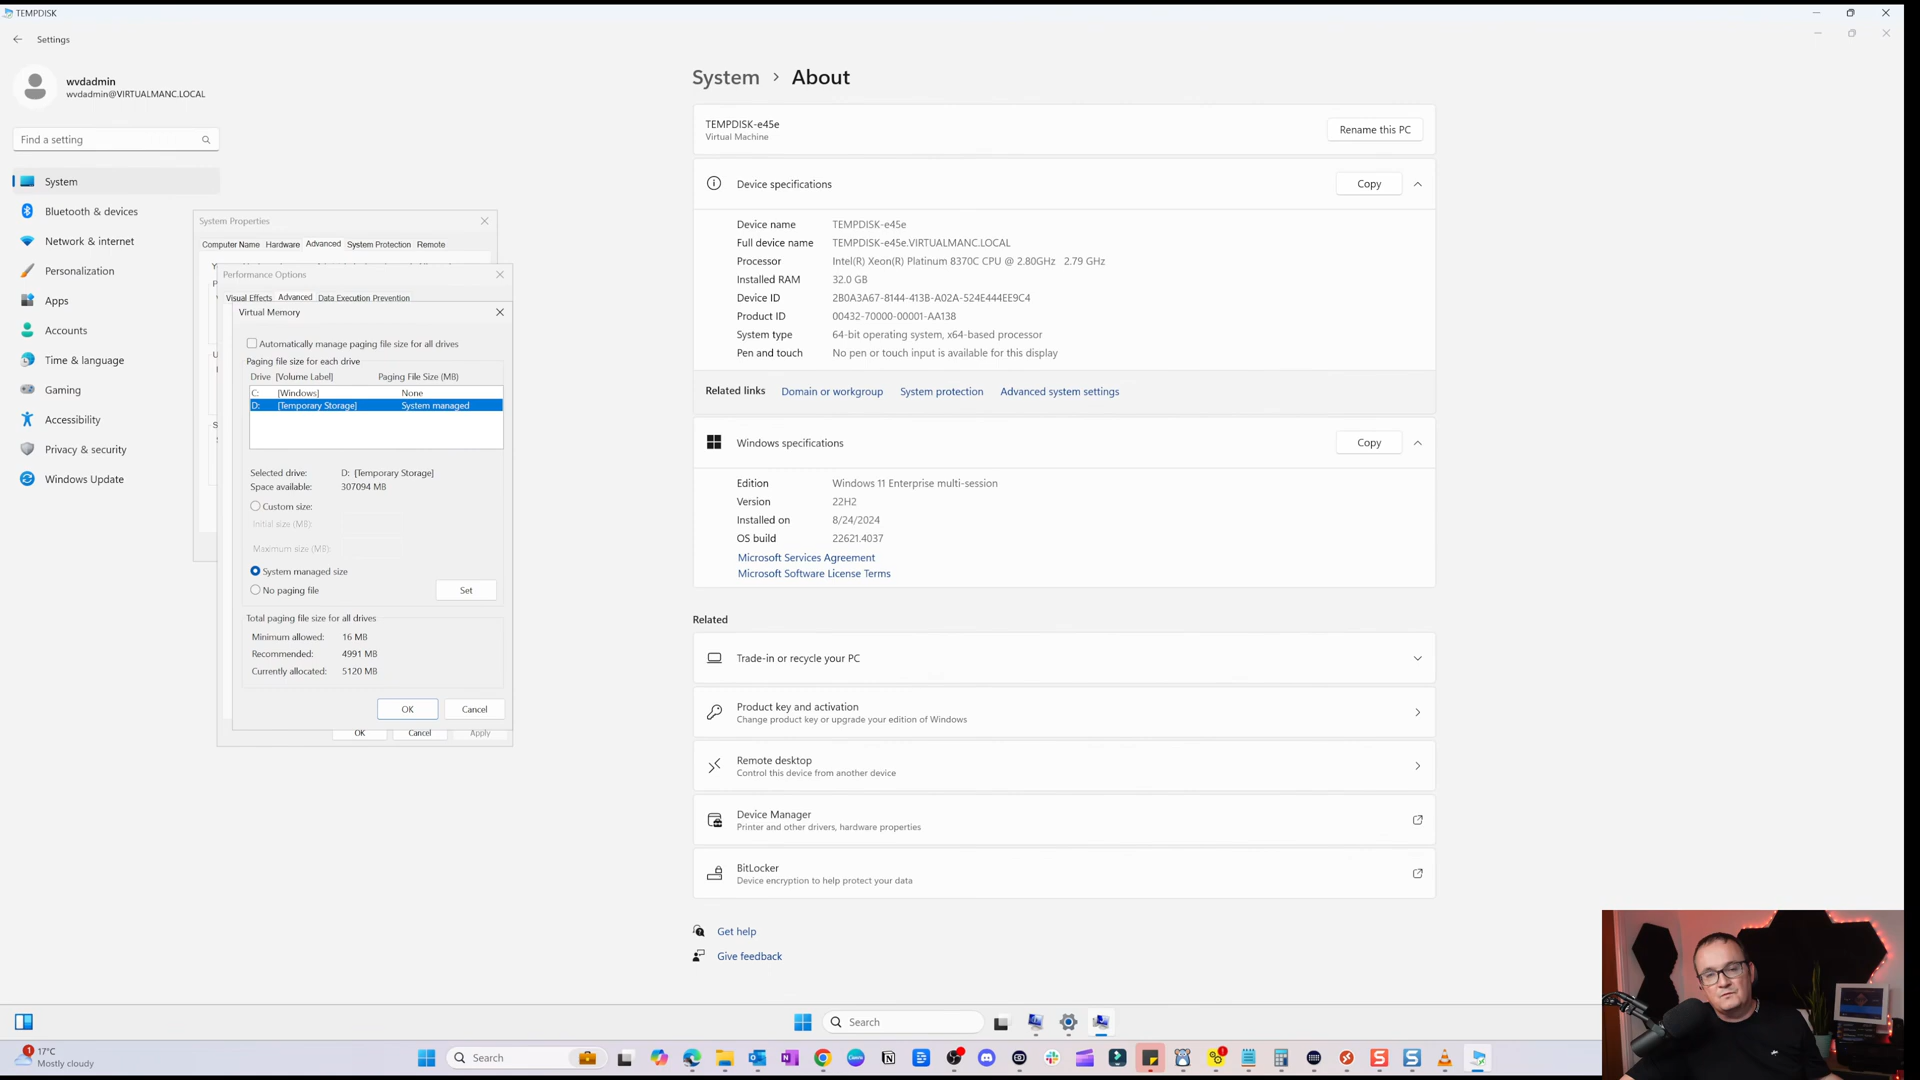 TEMPDISK
Settings
wvdadmin
wvdadmin@VIRTUALMANC.LOCAL
Find a setting
System
Bluetooth & devices
Network & internet
Personalization
Apps
Accounts
Time & language
Gaming
Accessibility
Privacy & security
Windows Update
System Properties
Computer Name Hardware Advanced System Protection Remote
Performance Options
Visual Effects Advanced Data Execution Prevention
Virtual Memory
Automatically manage paging file size for all drives
Paging file size for each drive
Drive [Volume Label] Paging File Size (MB)
C: [Windows] None
D: [Temporary Storage] System managed
Selected drive: D: [Temporary Storage]
Space available: 307094 MB
Custom size:
Initial size (MB):
Maximum size (MB):
System managed size
No paging file
Set
Total paging file size for all drives
Minimum allowed: 16 MB
Recommended: 4991 MB
Currently allocated: 5120 MB
OK Cancel
OK Cancel Apply
System > About
TEMPDISK-e45e
Virtual Machine
Rename this PC
Device specifications
Copy
Device name TEMPDISK-e45e
Full device name TEMPDISK-e45e.VIRTUALMANC.LOCAL
Processor Intel(R) Xeon(R) Platinum 8370C CPU @ 2.80GHz 2.79 GHz
Installed RAM 32.0 GB
Device ID 2B0A3A67-8144-413B-A02A-524E444EE9C4
Product ID 00432-70000-00001-AA138
System type 64-bit operating system, x64-based processor
Pen and touch No pen or touch input is available for this display
Related links Domain or workgroup System protection Advanced system settings
Windows specifications
Copy
Edition Windows 11 Enterprise multi-session
Version 22H2
Installed on 8/24/2024
OS build 22621.4037
Microsoft Services Agreement
Microsoft Software License Terms
Related
Trade-in or recycle your PC
Product key and activation
Change product key or upgrade your edition of Windows
Remote desktop
Control this device from another device
Device Manager
Printer and other drivers, hardware properties
BitLocker
Device encryption to help protect your data
Get help
Give feedback
Search
1
17°C
Mostly cloudy
Search